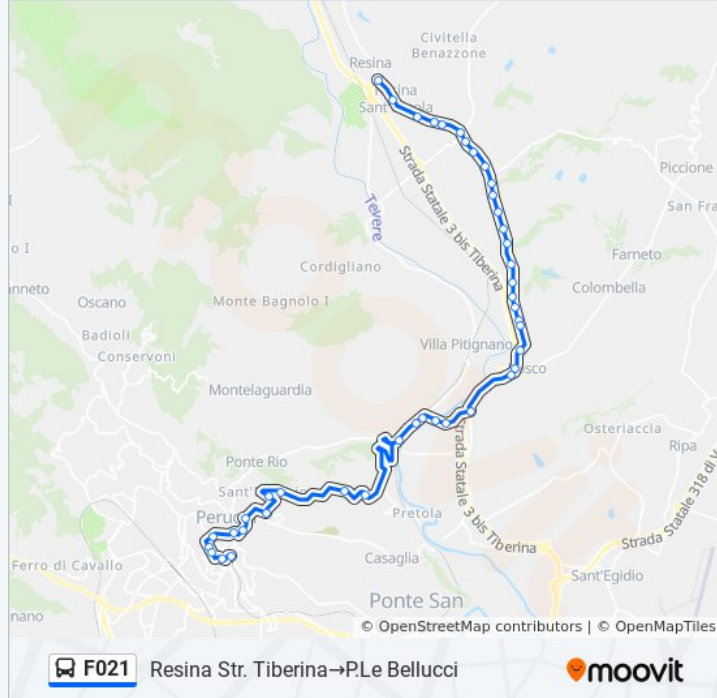 Civitella
Benazzone
Resina
Strada Statale 3 bis Tiberina
Piccione
San Fra
Tevere
Cordigliano
Farneto
Colombella
nanneto
Oscano
Monte Bagnolo I
Badioli
Conservoni
Villa Pitignano
Montelaguardia
Osteriaccia
Ripa
Ponte Rio
Strada Statale 3 bis Tiberina
Strada Statale 318 di V
Pretola
Ferro di Cavallo
Casaglia
Sant'Egidio
gnano
Ponte San
© OpenStreetMap contributors | © OpenMapTiles
F021
Resina Str. Tiberina→P.Le Bellucci
moovit